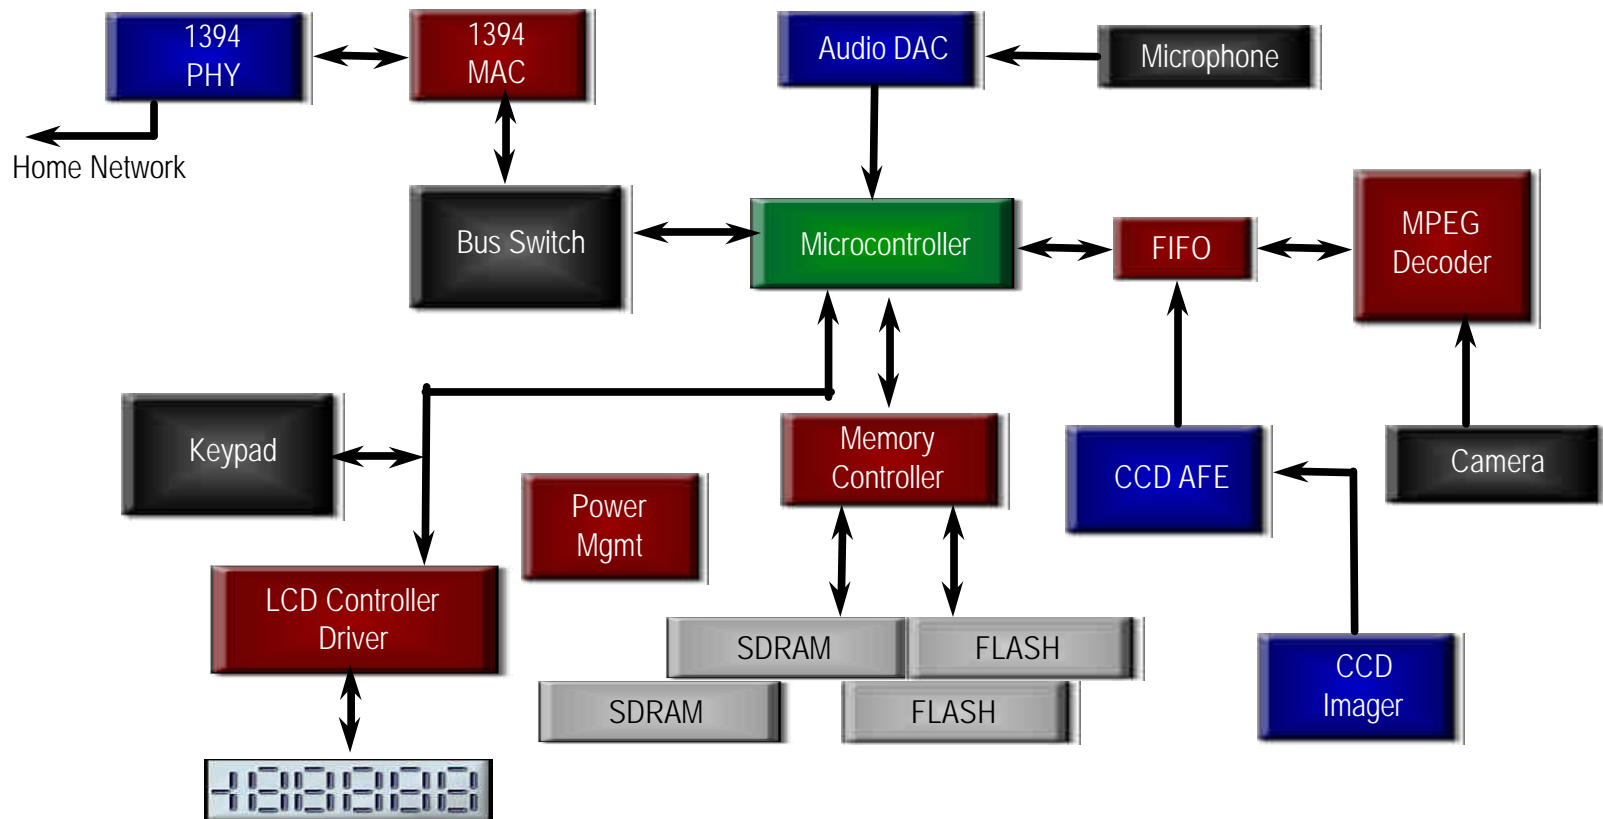 1394
PHY
1394
MAC
Audio DAC
Microphone
Home Network
Bus Switch
Microcontroller
FIFO
MPEG
Decoder
Keypad
Memory
Controller
CCD AFE
Camera
Power
Mgmt
LCD Controller
Driver
SDRAM
FLASH
CCD
Imager
SDRAM
FLASH